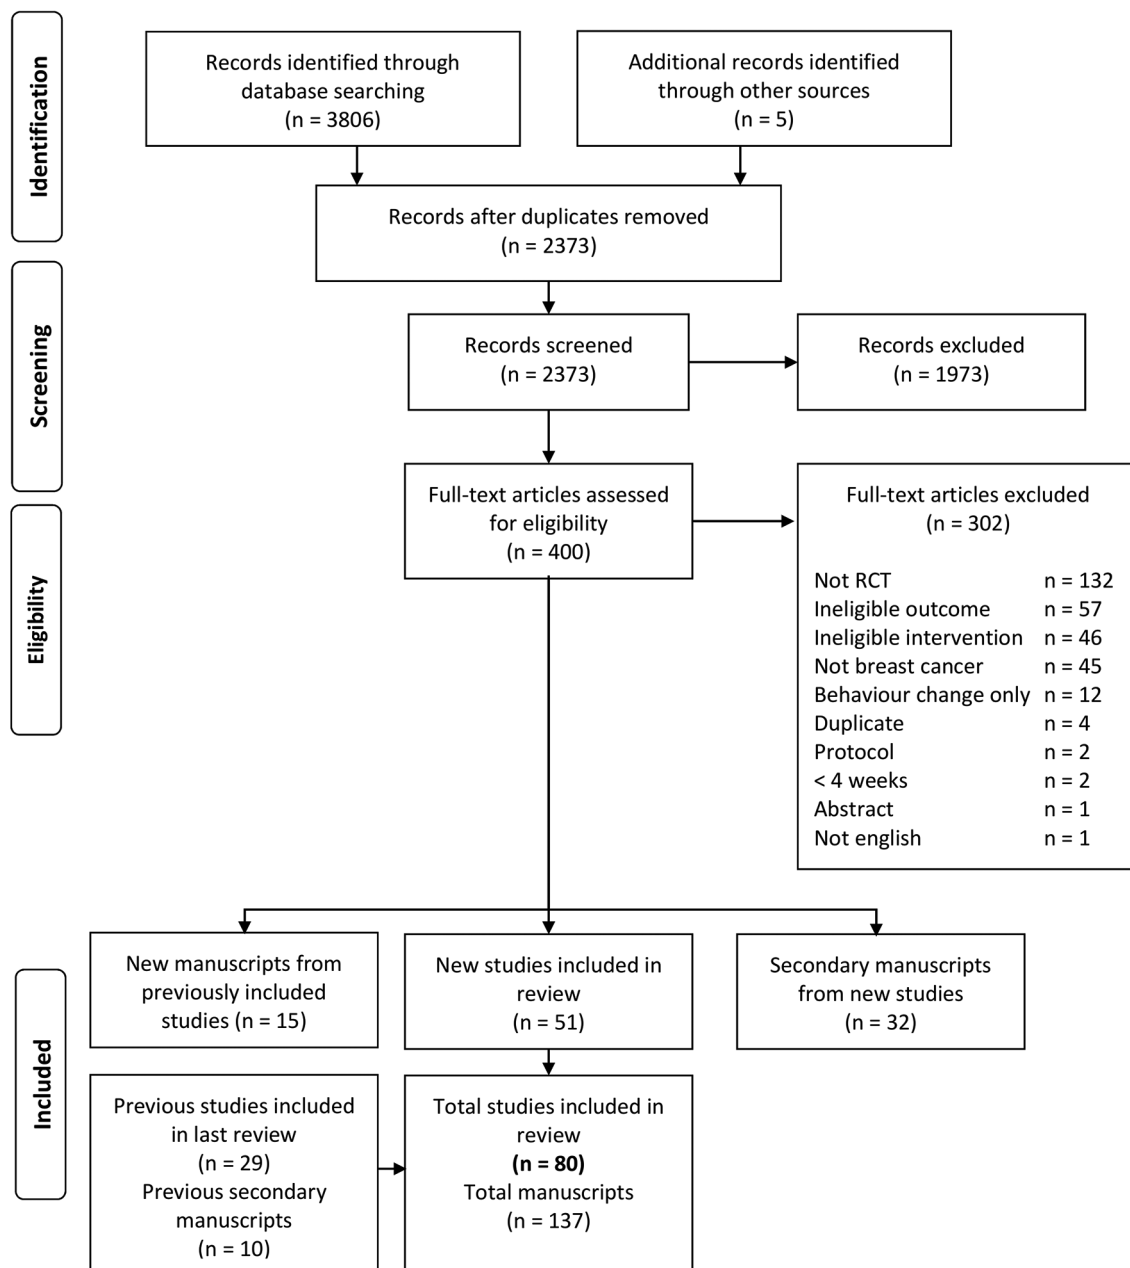 Identification
Records identified through
database searching
(n = 3806)
Additional records identified
through other sources
(n = 5)
Records after duplicates removed
(n = 2373)
Screening
Records screened
(n = 2373)
Records excluded
(n = 1973)
Eligibility
Full-text articles assessed
for eligibility
(n = 400)
Full-text articles excluded
(n = 302)
Not RCT n = 132
Ineligible outcome n = 57
Ineligible intervention n = 46
Not breast cancer n = 45
Behaviour change only n = 12
Duplicate n = 4
Protocol n = 2
< 4 weeks n = 2
Abstract n = 1
Not english n = 1
Included
New manuscripts from
previously included
studies (n = 15)
New studies included in
review
(n = 51)
Secondary manuscripts
from new studies
(n = 32)
Previous studies included
in last review
(n = 29)
Previous secondary
manuscripts
(n = 10)
Total studies included in
review
(n = 80)
Total manuscripts
(n = 137)